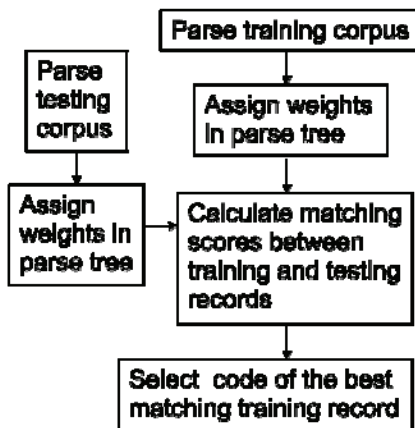 Parse training corpus
Parse
testing
corpus
Assign weights
in parse tree
Assign
weights in
parse tree
Calculate matching
scores between
training and testing
records
Select code of the best
matching training record